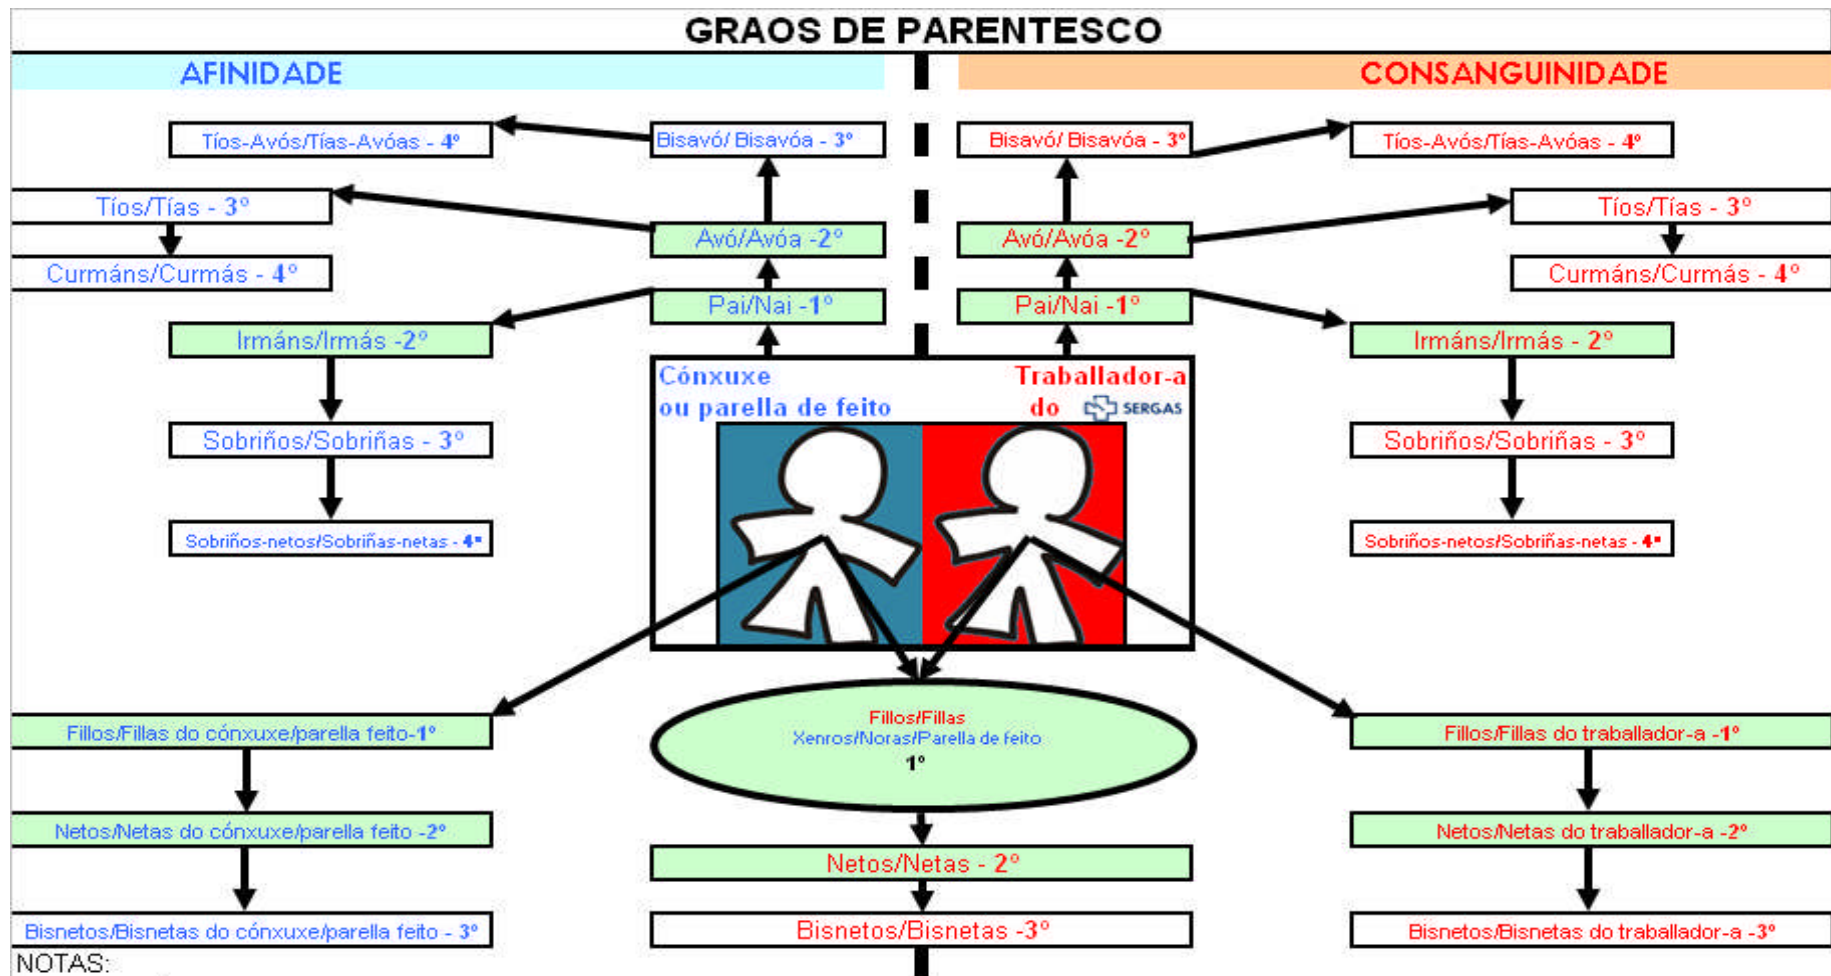 GRAOS DE PARENTESCO
AFINIDADE
CONSANGUINIDADE
Tíos-Avós/Tías-Avóas - 4º
Bisavó/ Bisavóa - 3º
Bisavó/ Bisavóa - 3º
Tíos-Avós/Tías-Avóas - 4º
Tíos/Tías - 3º
Tíos/Tías - 3º
Avó/Avóa -2º
Avó/Avóa -2º
Curmáns/Curmás - 4º
Curmáns/Curmás - 4º
Pai/Nai -1º
Pai/Nai -1º
Irmáns/Irmás -2º
Irmáns/Irmás - 2º
Cónxuxe
ou parella de feito
Traballador-a
do SERGAS
Sobriños/Sobriñas - 3º
Sobriños/Sobriñas - 3º
Sobriños-netos/Sobriñas-netas - 4º
Sobriños-netos/Sobriñas-netas - 4º
Fillos/Fillas do cónxuxe/parella feito-1º
Fillos/Fillas
Xenros/Noras/Parella de feito
1º
Fillos/Fillas do traballador-a -1º
Netos/Netas do cónxuxe/parella feito -2º
Netos/Netas do traballador-a -2º
Netos/Netas - 2º
Bisnetos/Bisnetas do cónxuxe/parella feito - 3º
Bisnetos/Bisnetas -3º
Bisnetos/Bisnetas do traballador-a -3º
NOTAS: